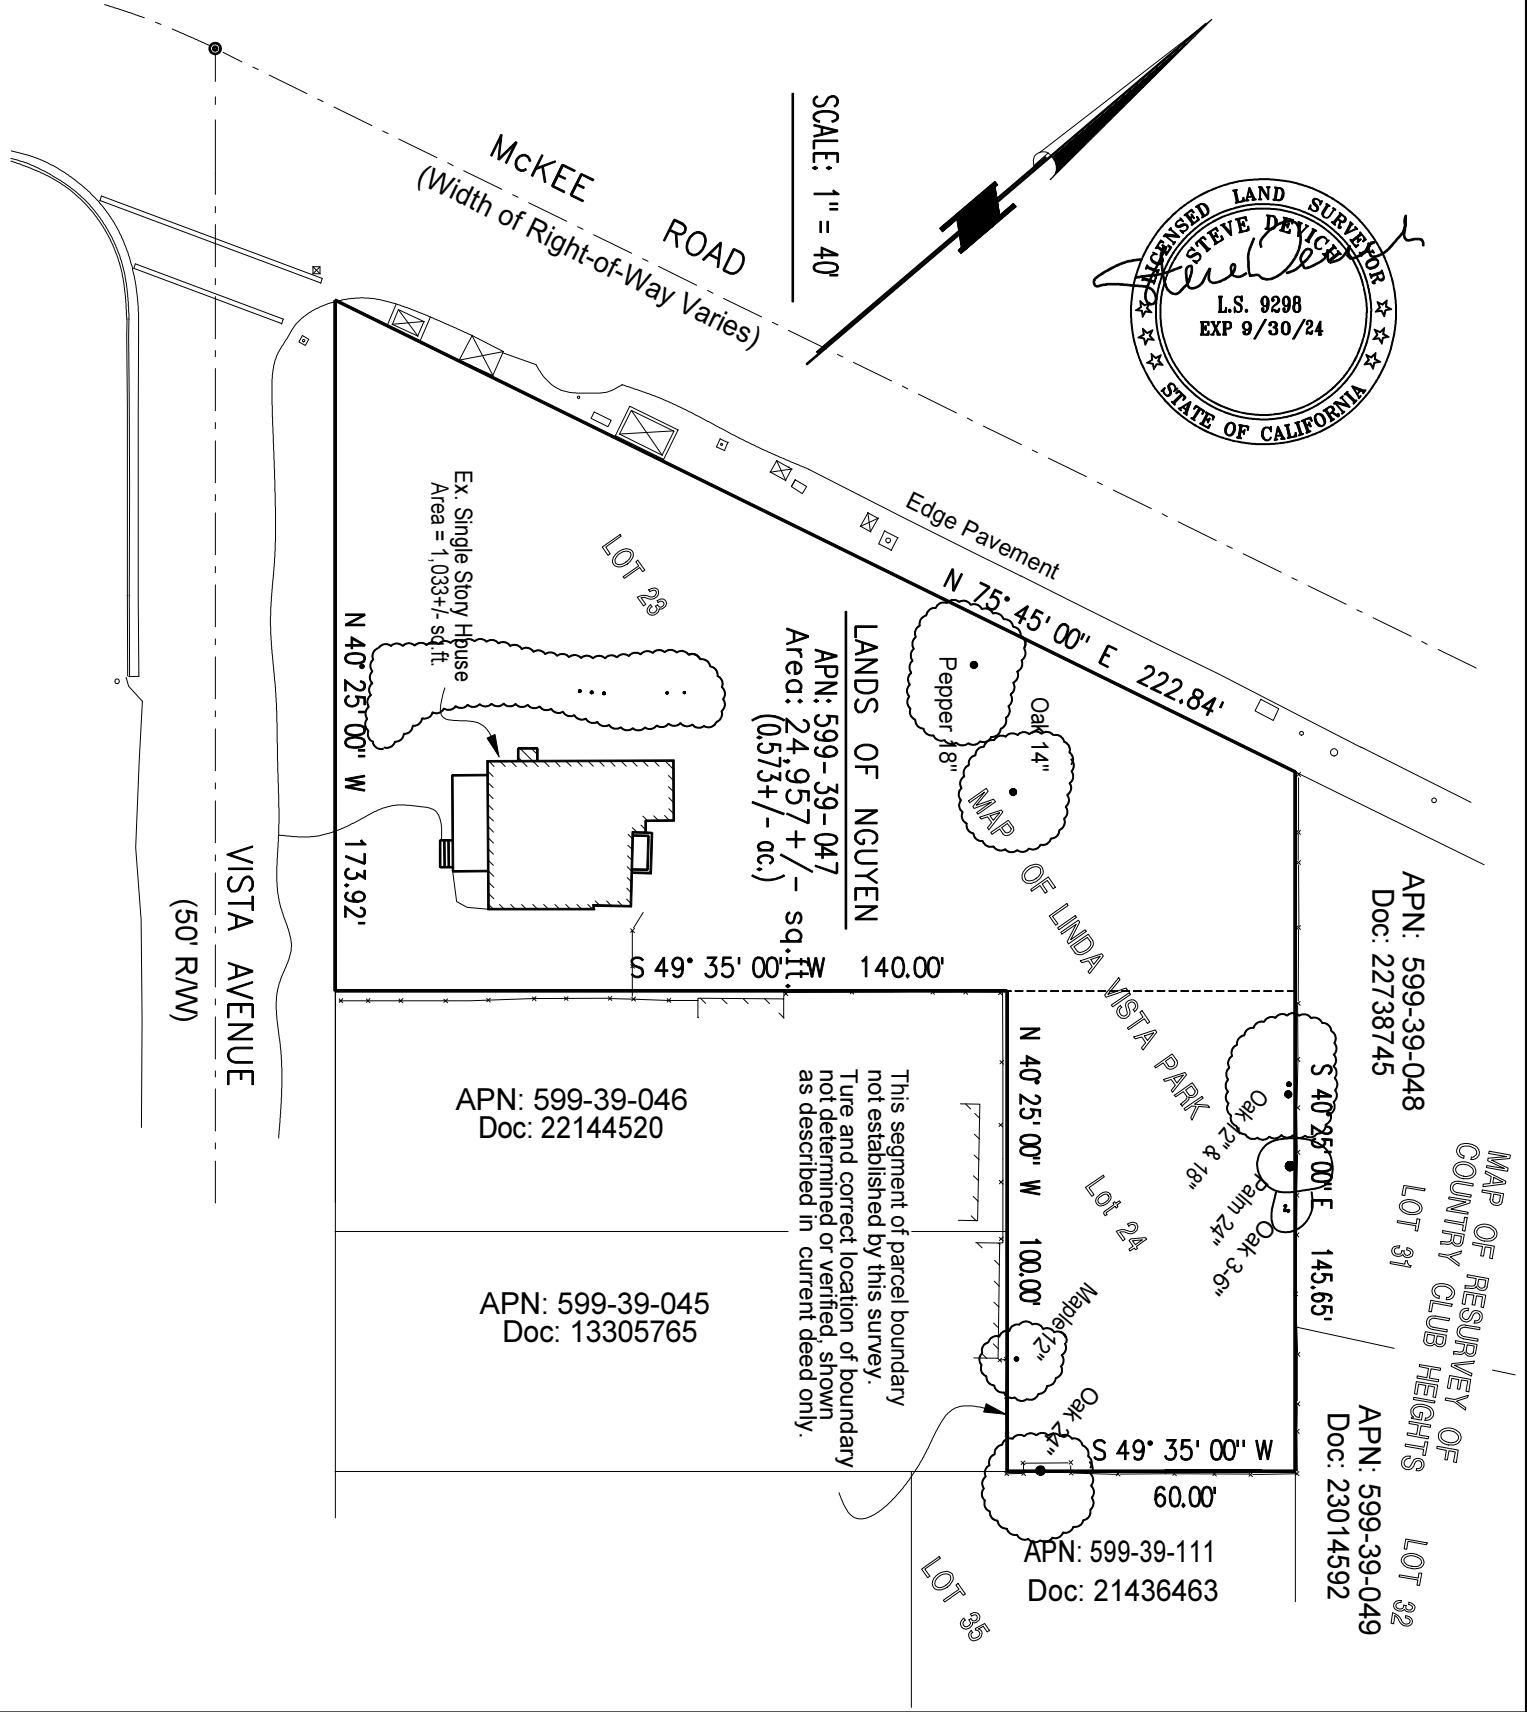 McKEE ROAD
(Width of Right-of-Way Varies)
SCALE: 1" = 40'
LICENSED LAND SURVEYOR
STEVE DEVICH
L.S. 9298
EXP 9/30/24
STATE OF CALIFORNIA
Edge Pavement
N 75° 45' 00" E 222.84'
LOT 23
Ex. Single Story House
Area = 1,033+/- sq.ft.
N 40° 25' 00" W 173.92'
LANDS OF NGUYEN
APN: 599-39-047
Area: 24,957 +/- sq.ft.
(0.573+/- ac.)
Pepper 18"
Oak 14"
MAP OF LINDA VISTA PARK
VISTA AVENUE
(50' R/W)
S 49° 35' 00" W 140.00'
APN: 599-39-048
Doc: 22738745
S 40° 25' 00" E 145.65'
Oak 12" & 18"
Palm 24"
Oak 3-6"
MAP OF RESURVEY OF
COUNTRY CLUB HEIGHTS
LOT 31
LOT 32
APN: 599-39-046
Doc: 22144520
This segment of parcel boundary
not established by this survey.
Ture and correct location of boundary
not determined or verified, shown
as described in current deed only.
N 40° 25' 00" W 100.00'
Lot 24
APN: 599-39-045
Doc: 13305765
Maple 12"
Oak 24"
S 49° 35' 00" W
60.00'
APN: 599-39-049
Doc: 23014592
APN: 599-39-111
Doc: 21436463
LOT 35